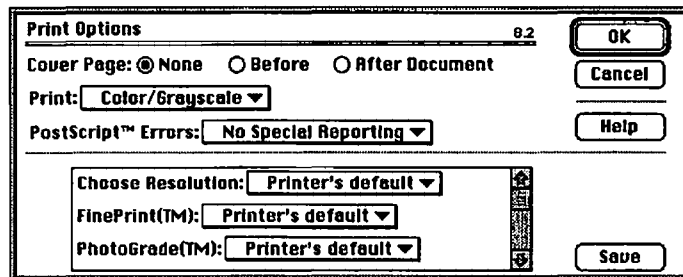 Print Options 8.2 OK
Cover Page: None Before After Document
Cancel
Print: Color/Grayscale
PostScript™ Errors: No Special Reporting Help
Choose Resolution: Printer's default
FinePrint(TM): Printer's default
PhotoGrade(TM): Printer's default
Save